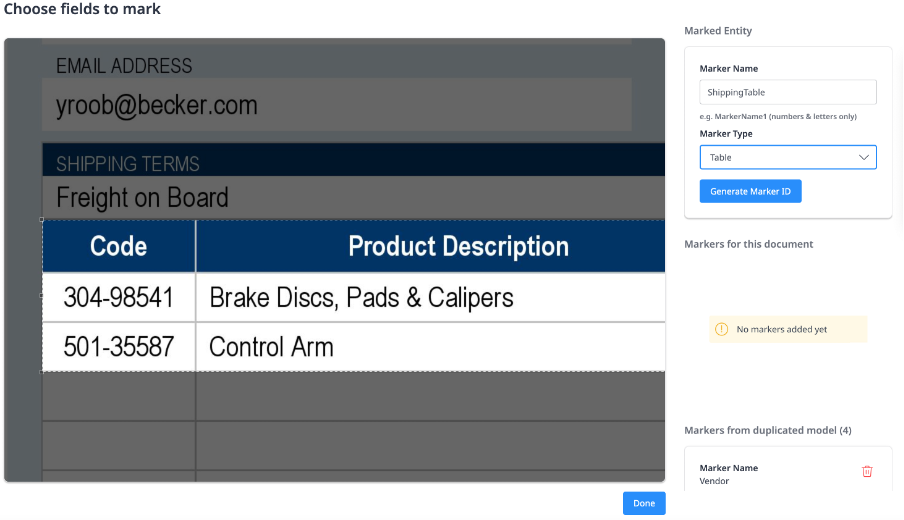 Choose fields to mark
EMAIL ADDRESS
yroob@becker.com
SHIPPING TERMS
Freight on Board
Code Product Description
304-98541 Brake Discs, Pads & Calipers
501-35587 Control Arm
Done
Marked Entity
Marker Name
ShippingTable
e.g. MarkerName1 (numbers & letters only)
Marker Type
Table
Generate Marker ID
Markers for this document
No markers added yet
Markers from duplicated model (4)
Marker Name
Vendor